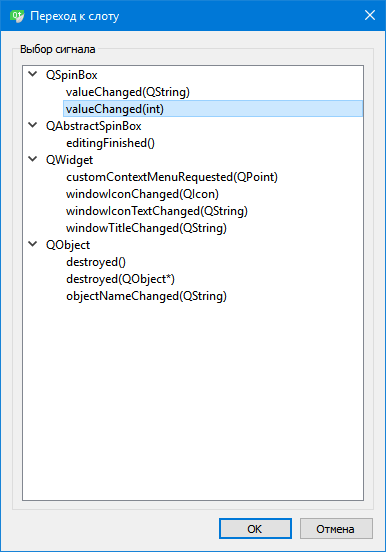 Переход к слоту
Выбор сигнала
QSpinBox
valueChanged(QString)
valueChanged(int)
QAbstractSpinBox
editingFinished()
QWidget
customContextMenuRequested(QPoint)
windowIconChanged(QIcon)
windowIconTextChanged(QString)
windowTitleChanged(QString)
QObject
destroyed()
destroyed(QObject*)
objectNameChanged(QString)
OK
Отмена